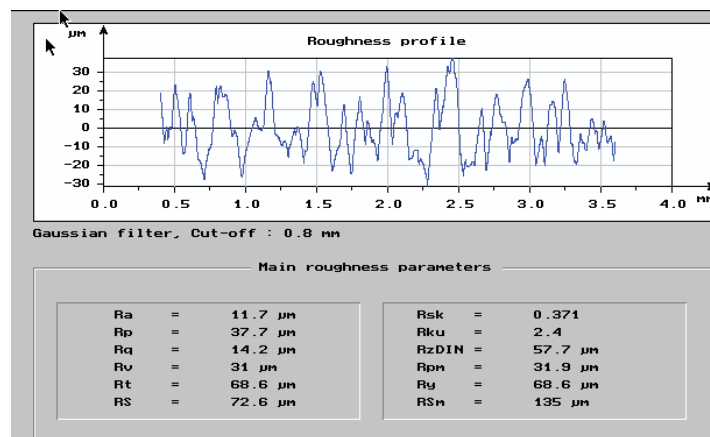 µm
Roughness profile
30
20
10
0
-10
-20
-30
0.0 0.5 1.0 1.5 2.0 2.5 3.0 3.5 4.0 mm
Gaussian filter, Cut-off : 0.8 mm
Main roughness parameters
Ra = 11.7 µm Rsk = 0.371
Rp = 37.7 µm Rku = 2.4
Rq = 14.2 µm RzDIN = 57.7 µm
Rv = 31 µm Rpm = 31.9 µm
Rt = 68.6 µm Ry = 68.6 µm
RS = 72.6 µm RSm = 135 µm